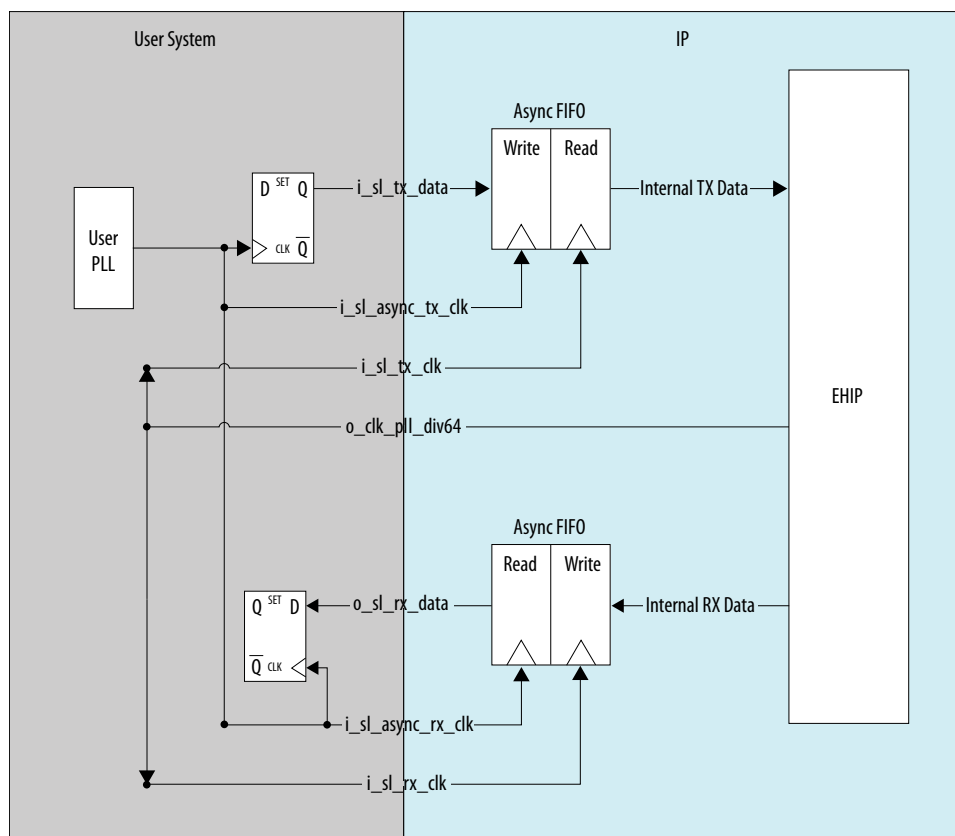 User System
IP
Async FIFO
Write Read
D SET Q
i_sl_tx_data
Internal TX Data
User
PLL
CLK Q
i_sl_async_tx_clk
i_sl_tx_clk
EHIP
o_clk_pll_div64
Async FIFO
Read Write
Q SET D
o_sl_rx_data
Internal RX Data
Q CLK
i_sl_async_rx_clk
i_sl_rx_clk